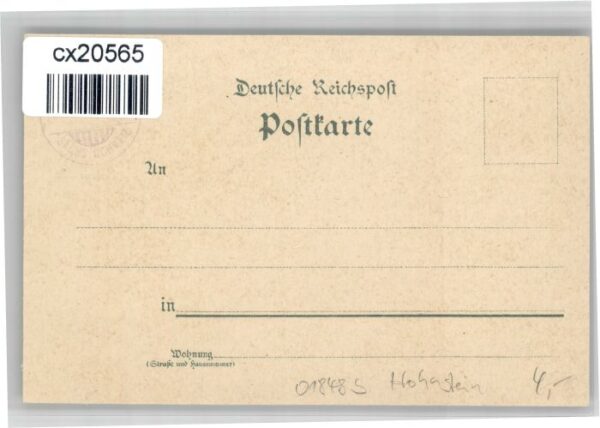 cx20565
Deutsche Reichspost
Postkarte
An
in
Wohnung
(Straße und Hausnummer)
01848 Hohnstein 4,-